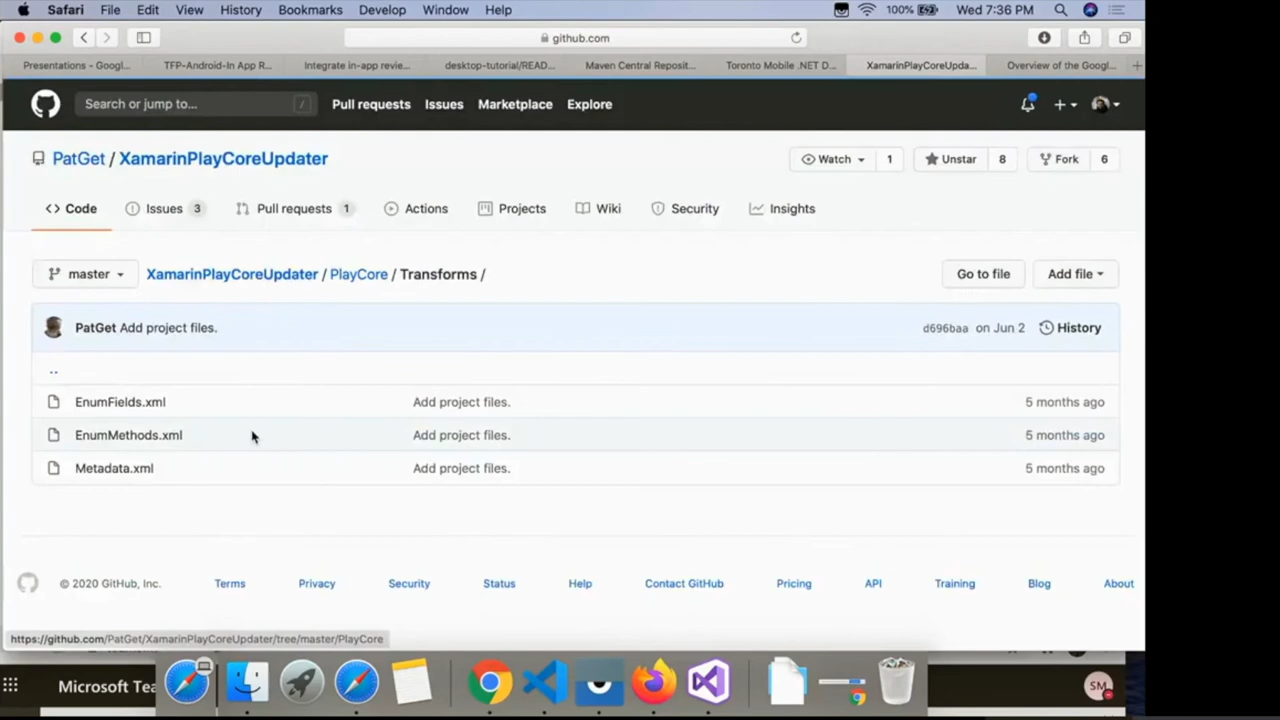 Safari File Edit View History Bookmarks Develop Window Help 100% Wed 7:36 PM
github.com
Presentations - Googl... TFP-Android-In App R... Integrate in-app revie... desktop-tutorial/READ... Maven Central Reposit... Toronto Mobile .NET D... XamarinPlayCoreUpda... Overview of the Googl... +
Search or jump to... / Pull requests Issues Marketplace Explore
PatGet / XamarinPlayCoreUpdater Watch 1 Unstar 8 Fork 6
<> Code Issues 3 Pull requests 1 Actions Projects Wiki Security Insights
master XamarinPlayCoreUpdater / PlayCore / Transforms / Go to file Add file
PatGet Add project files. d696baa on Jun 2 History
..
EnumFields.xml Add project files. 5 months ago
EnumMethods.xml Add project files. 5 months ago
Metadata.xml Add project files. 5 months ago
© 2020 GitHub, Inc. Terms Privacy Security Status Help Contact GitHub Pricing API Training Blog About
https://github.com/PatGet/XamarinPlayCoreUpdater/tree/master/PlayCore
Microsoft Tea SM